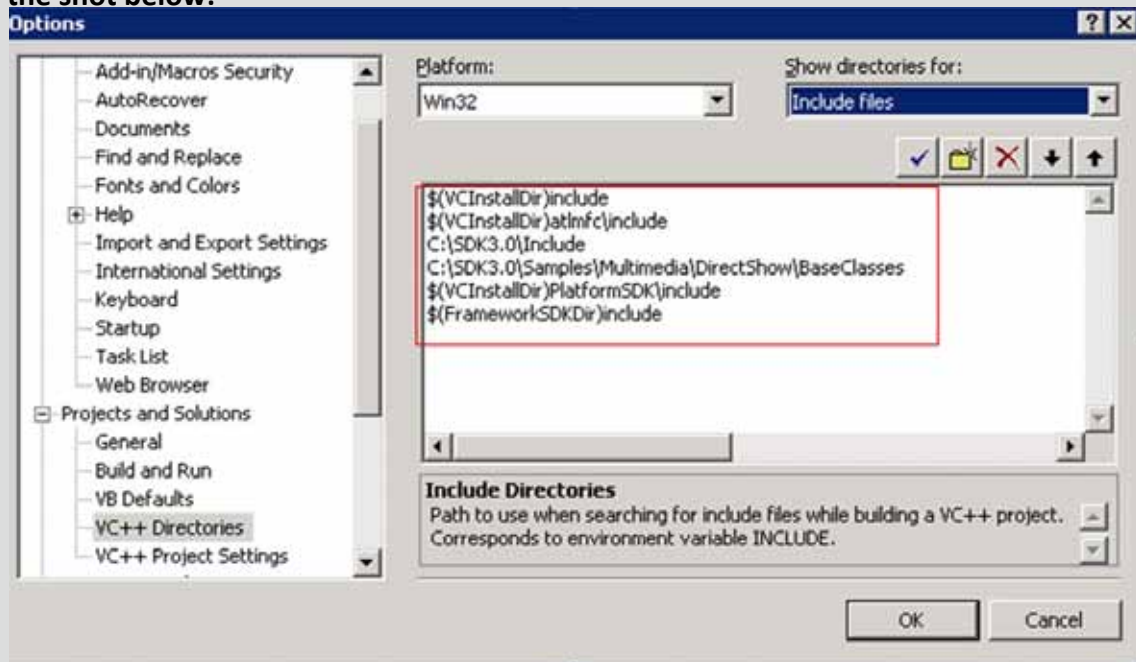 the shot below:
Options
Add-in/Macros Security
AutoRecover
Documents
Find and Replace
Fonts and Colors
Help
Import and Export Settings
International Settings
Keyboard
Startup
Task List
Web Browser
Projects and Solutions
General
Build and Run
VB Defaults
VC++ Directories
VC++ Project Settings
Platform:
Win32
Show directories for:
Include files
$(VCInstallDir)include
$(VCInstallDir)atlmfc\include
C:\SDK3.0\Include
C:\SDK3.0\Samples\Multimedia\DirectShow\BaseClasses
$(VCInstallDir)PlatformSDK\include
$(FrameworkSDKDir)include
Include Directories
Path to use when searching for include files while building a VC++ project.
Corresponds to environment variable INCLUDE.
OK
Cancel